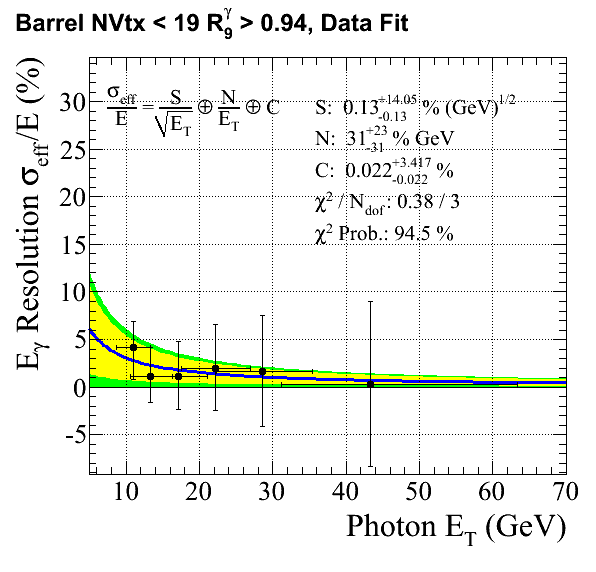 Barrel NVtx < 19 R₉ᵞ > 0.94, Data Fit
E_γ Resolution σ_eff/E (%)
30
25
20
15
10
5
0
-5
σ_eff/E = S/√E_T ⊕ N/E_T ⊕ C
S: 0.13 +14.05 -0.13 % (GeV)^1/2
N: 31 +23 -31 % GeV
C: 0.022 +3.417 -0.022 %
χ² / N_dof: 0.38 / 3
χ² Prob.: 94.5 %
10 20 30 40 50 60 70
Photon E_T (GeV)